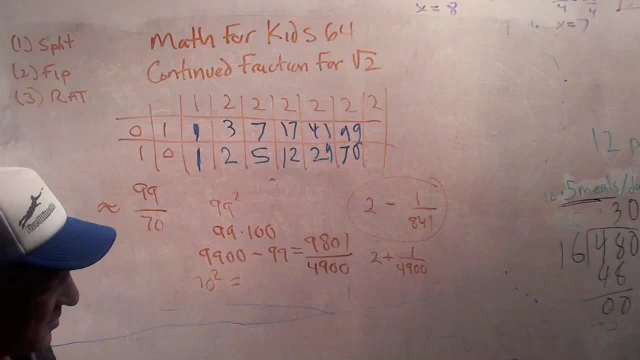 (1) Split
(2) Flip
(3) RAT
Math for Kids 64
Continued fraction for √2
1 2 2 2 2 2 2
0 1 1 3 7 17 41 99
1 0 1 2 5 12 29 70
≈ 99/70
99²
99·100
9900 - 99 = 9801/4900
70² =
2 - 1/841
2 + 1/4900
x = 8
x = 7
12
30
16 480
48
00